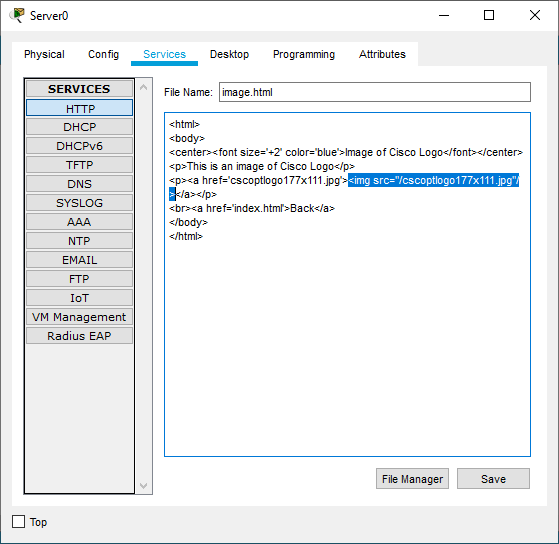 Server0
Physical Config Services Desktop Programming Attributes
SERVICES
HTTP
DHCP
DHCPv6
TFTP
DNS
SYSLOG
AAA
NTP
EMAIL
FTP
IoT
VM Management
Radius EAP
File Name: image.html
<html>
<body>
<center><font size='+2' color='blue'>Image of Cisco Logo</font></center>
<p>This is an image of Cisco Logo</p>
<p><a href='cscoptlogo177x111.jpg'><img src="/cscoptlogo177x111.jpg"/
></a></p>
<br><a href='index.html'>Back</a>
</body>
</html>
File Manager Save
Top